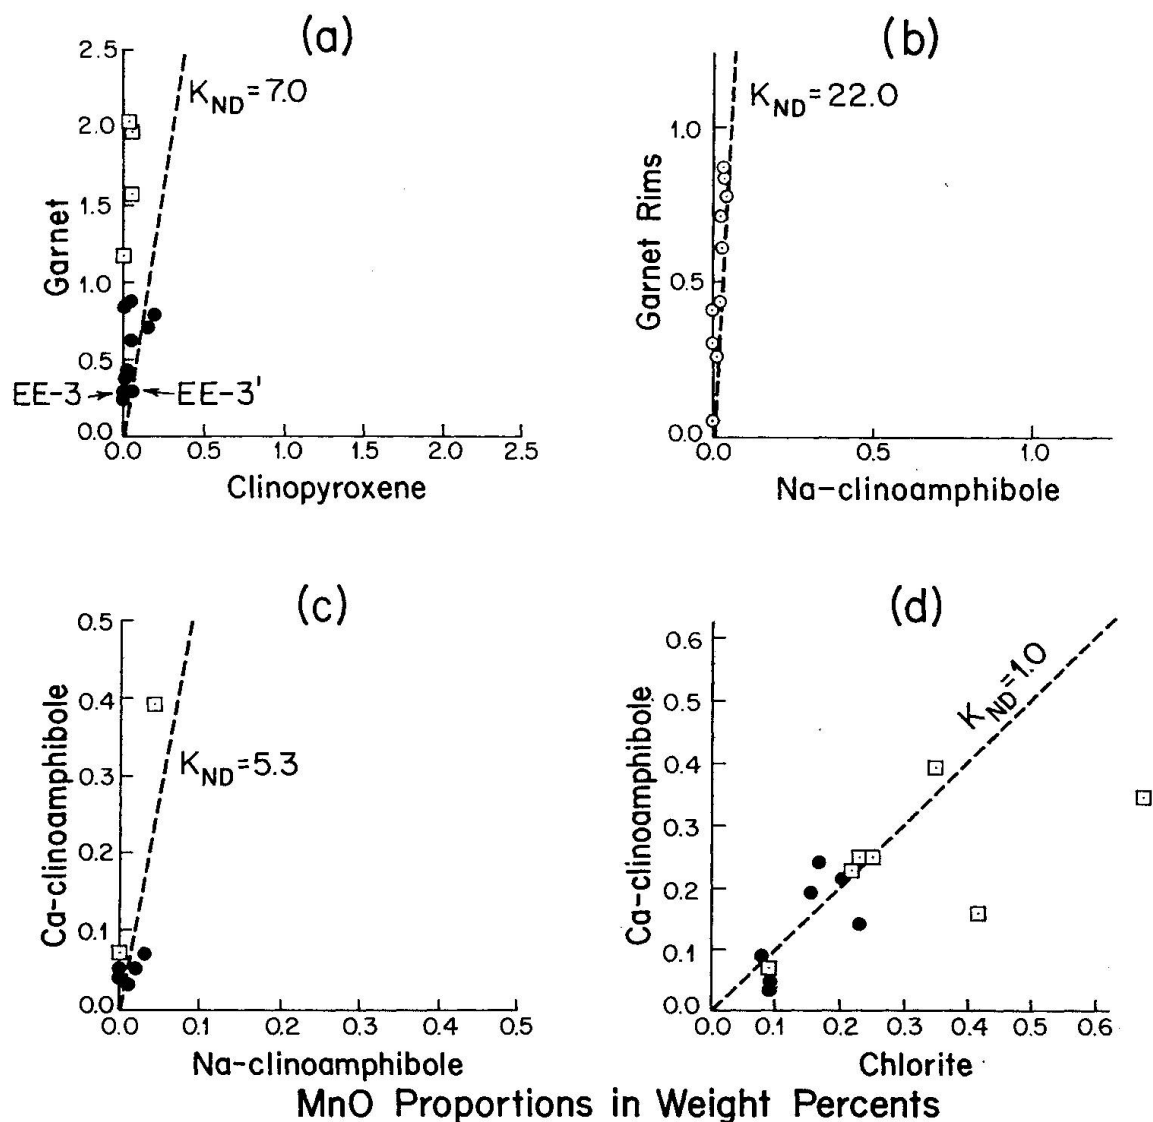 (a)
2.5
2.0
1.5
1.0
0.5
0.0
Garnet
K_ND=7.0
EE-3
EE-3'
0.0 0.5 1.0 1.5 2.0 2.5
Clinopyroxene
(b)
1.0
0.5
0.0
Garnet Rims
K_ND=22.0
0.0 0.5 1.0
Na-clinoamphibole
(c)
0.5
0.4
0.3
0.2
0.1
0.0
Ca-clinoamphibole
K_ND=5.3
0.0 0.1 0.2 0.3 0.4 0.5
Na-clinoamphibole
(d)
0.6
0.5
0.4
0.3
0.2
0.1
0.0
Ca-clinoamphibole
K_ND=1.0
0.0 0.1 0.2 0.3 0.4 0.5 0.6
Chlorite
MnO Proportions in Weight Percents